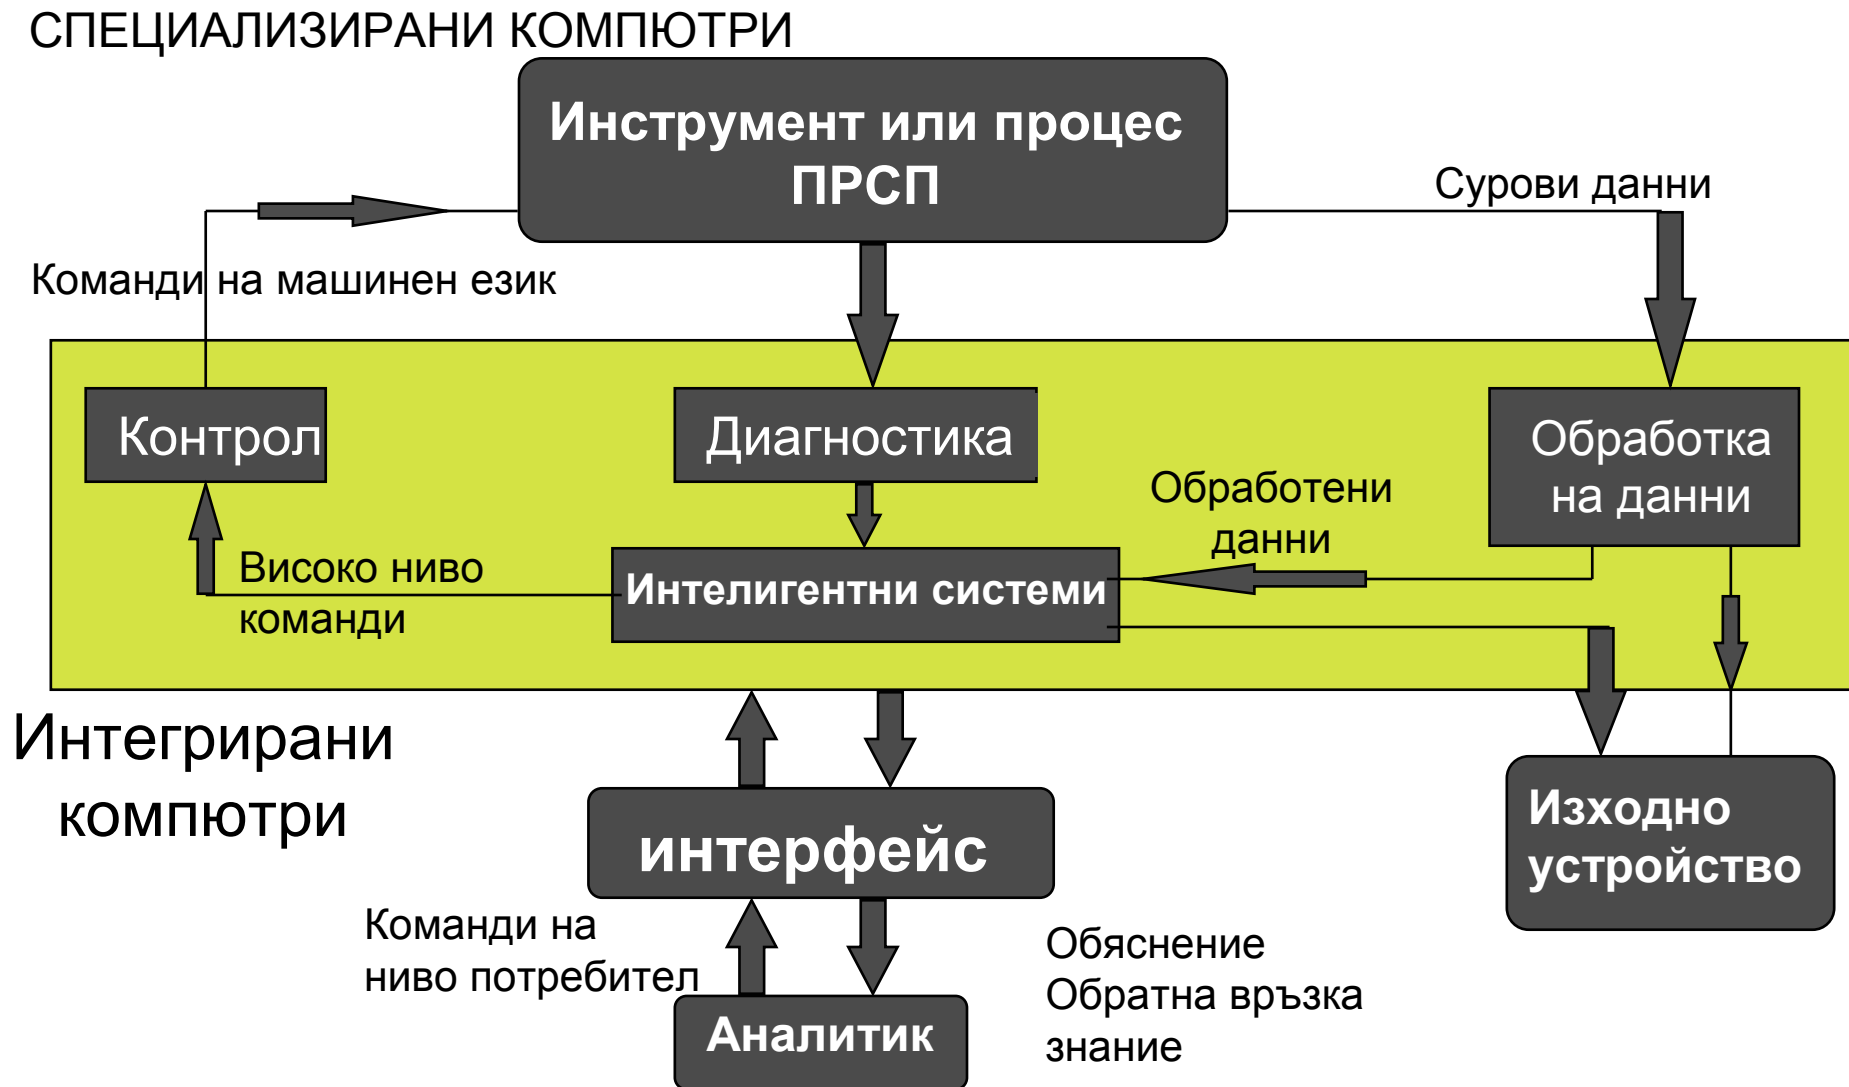 СПЕЦИАЛИЗИРАНИ КОМПЮТРИ
Инструмент или процес
ПРСП
Сурови данни
Команди на машинен език
Контрол
Диагностика
Обработка
на данни
Обработени
данни
Високо ниво
команди
Интелигентни системи
Интегрирани
компютри
интерфейс
Изходно
устройство
Команди на
ниво потребител
Обяснение
Обратна връзка
знание
Аналитик